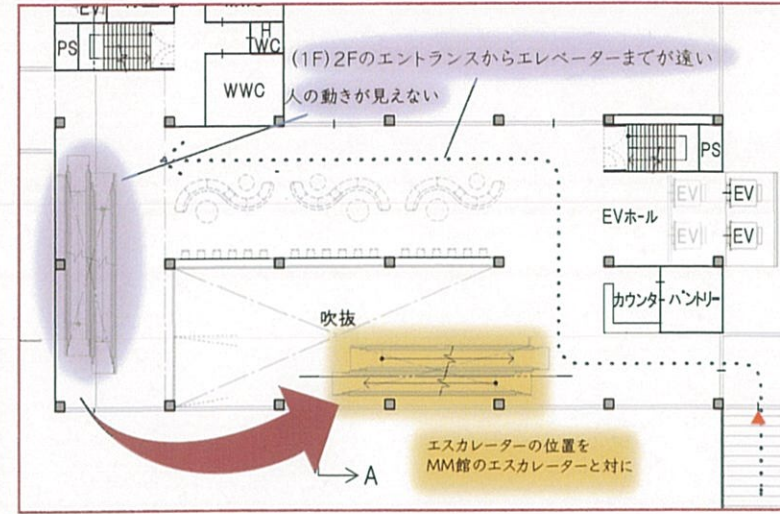 EV
PS
H
WC
WWC
(1F)2Fのエントランスからエレベーターまでが遠い
人の動きが見えない
PS
EV
EV
EVホール
EV
EV
カウンタ
パントリー
吹抜
エスカレーターの位置を
MM館のエスカレーターと対に
A